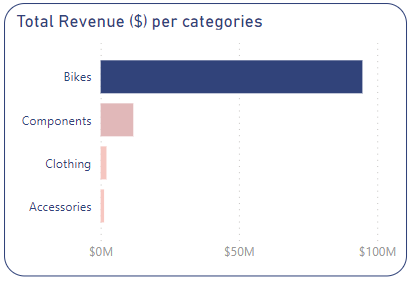 Total Revenue ($) per categories
Bikes
Components
Clothing
Accessories
$0M $50M $100M